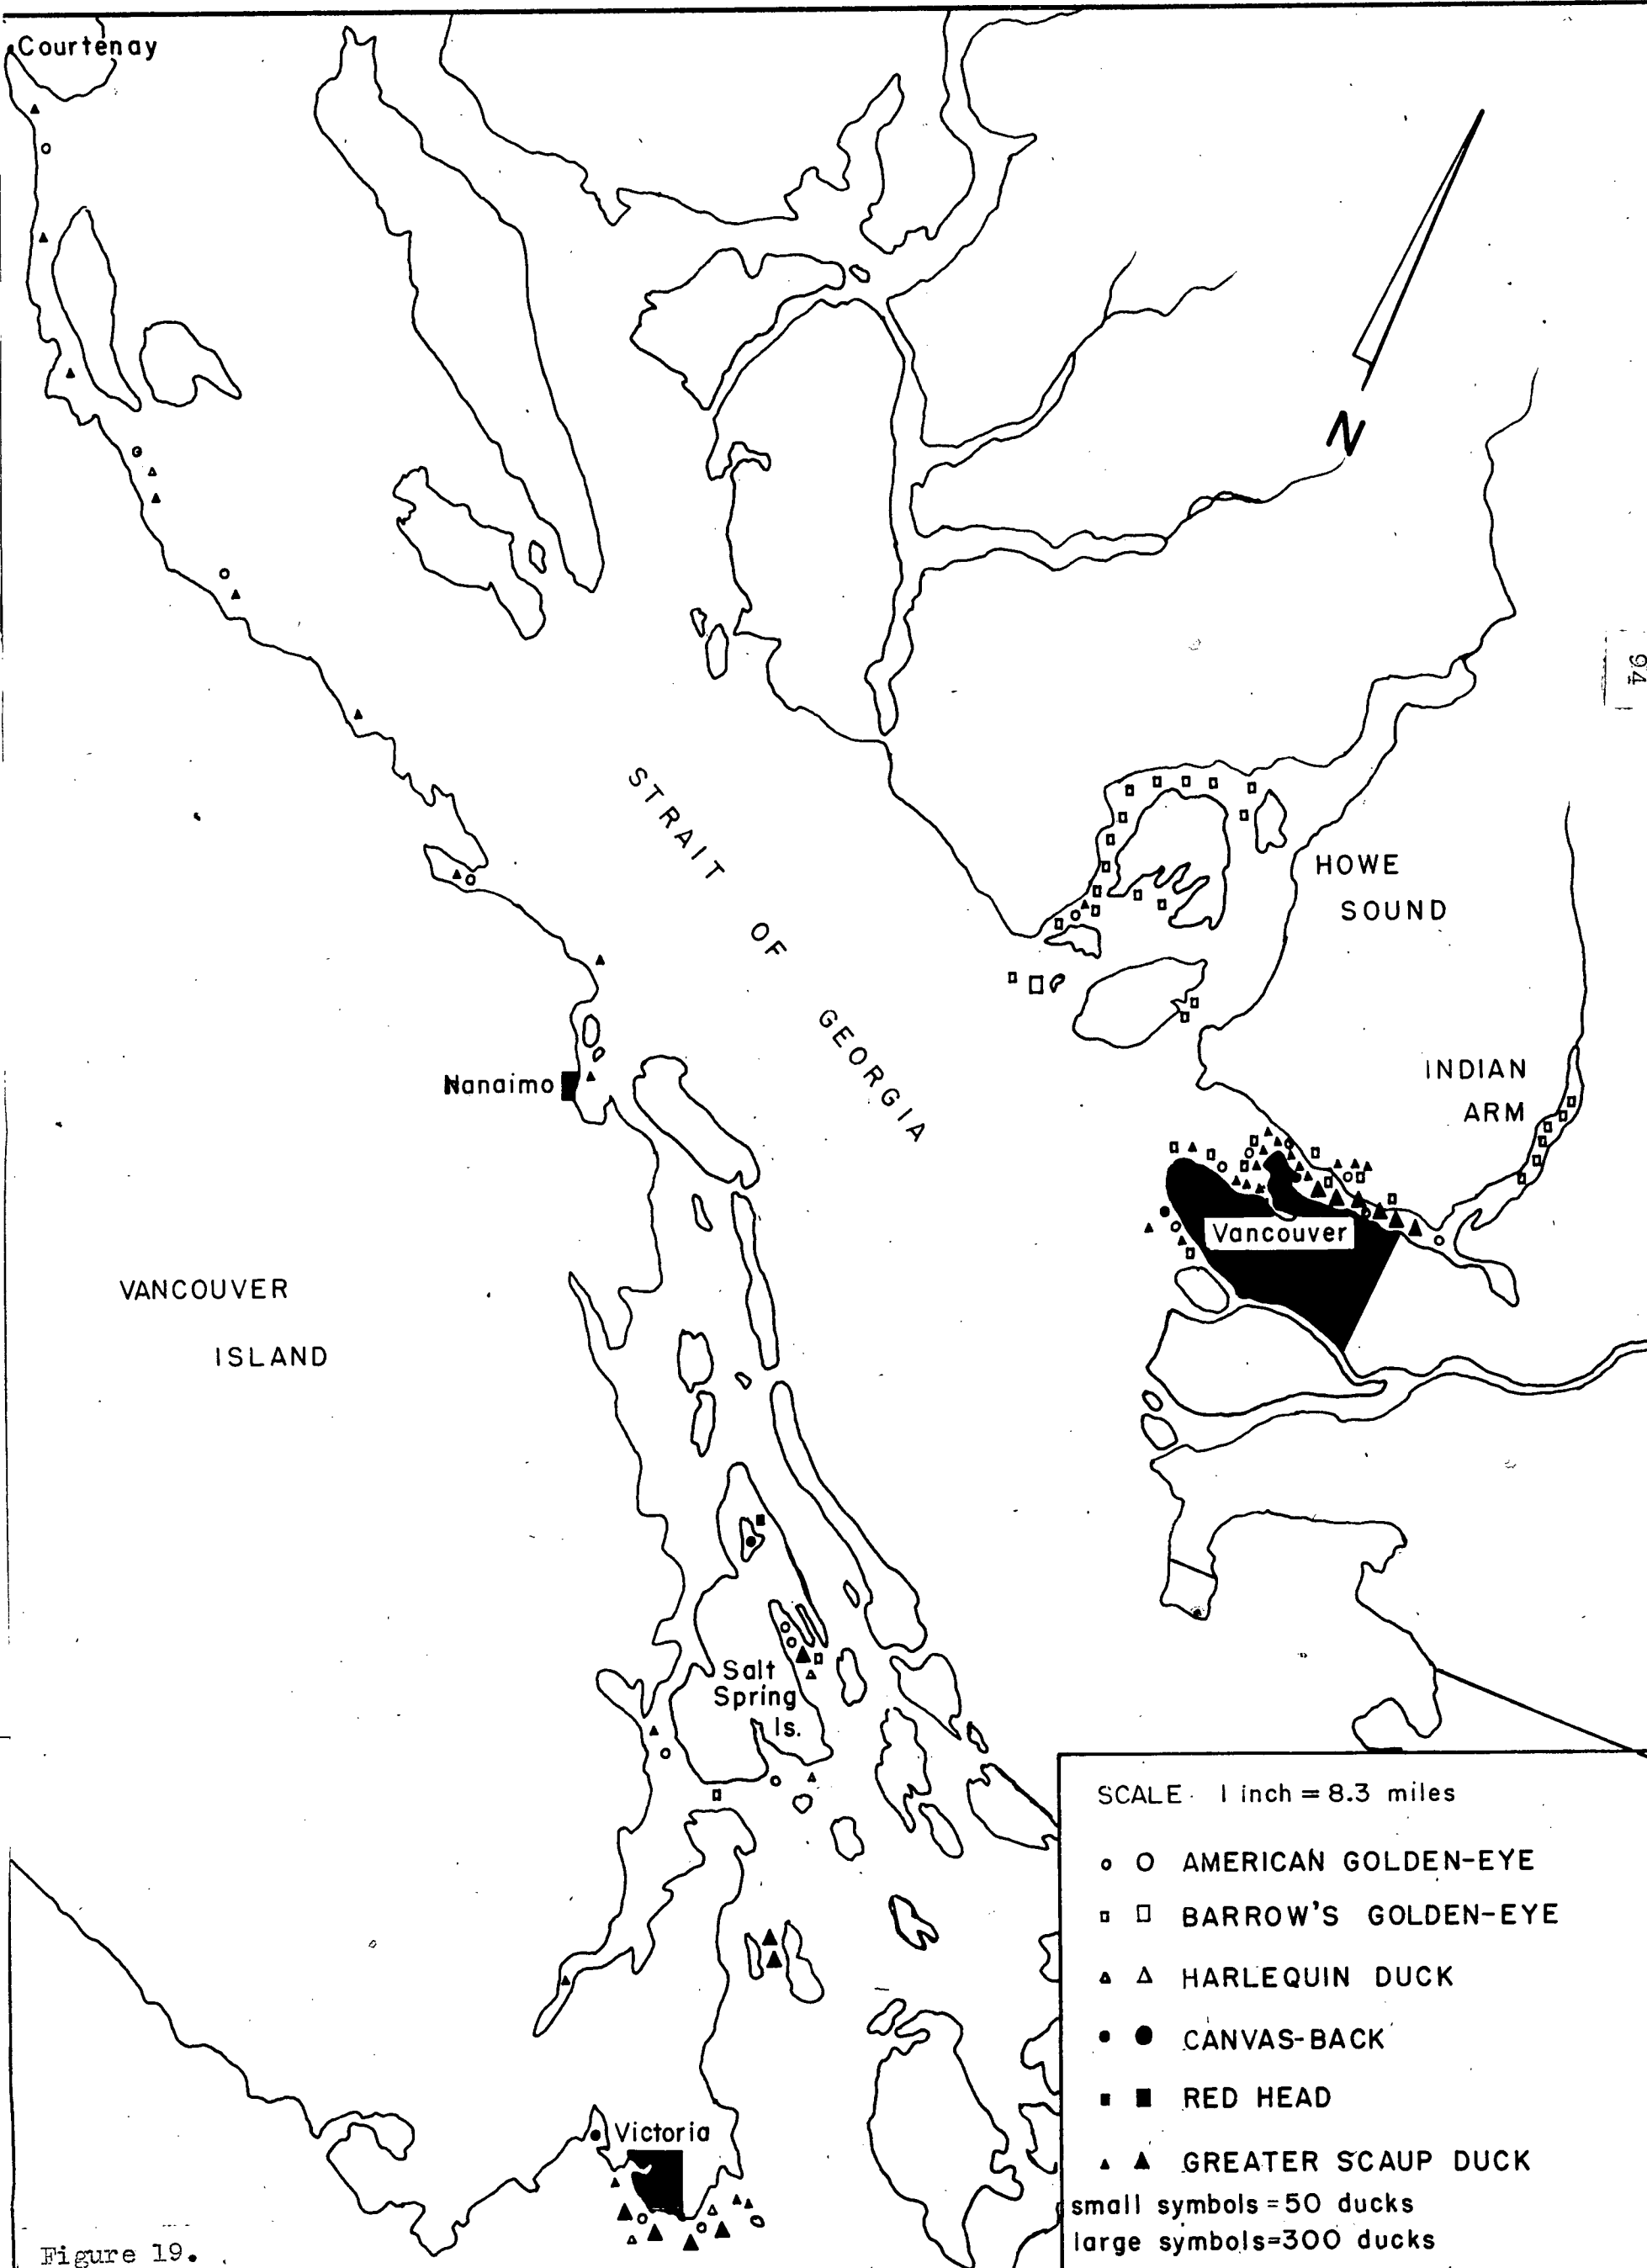 Courtenay
N
94
STRAIT OF GEORGIA
HOWE
SOUND
INDIAN
ARM
Nanaimo
Vancouver
VANCOUVER
ISLAND
Salt
Spring
Is.
Victoria
SCALE 1 inch = 8.3 miles
AMERICAN GOLDEN-EYE
BARROW'S GOLDEN-EYE
HARLEQUIN DUCK
CANVAS-BACK
RED HEAD
GREATER SCAUP DUCK
small symbols = 50 ducks
large symbols=300 ducks
Figure 19.